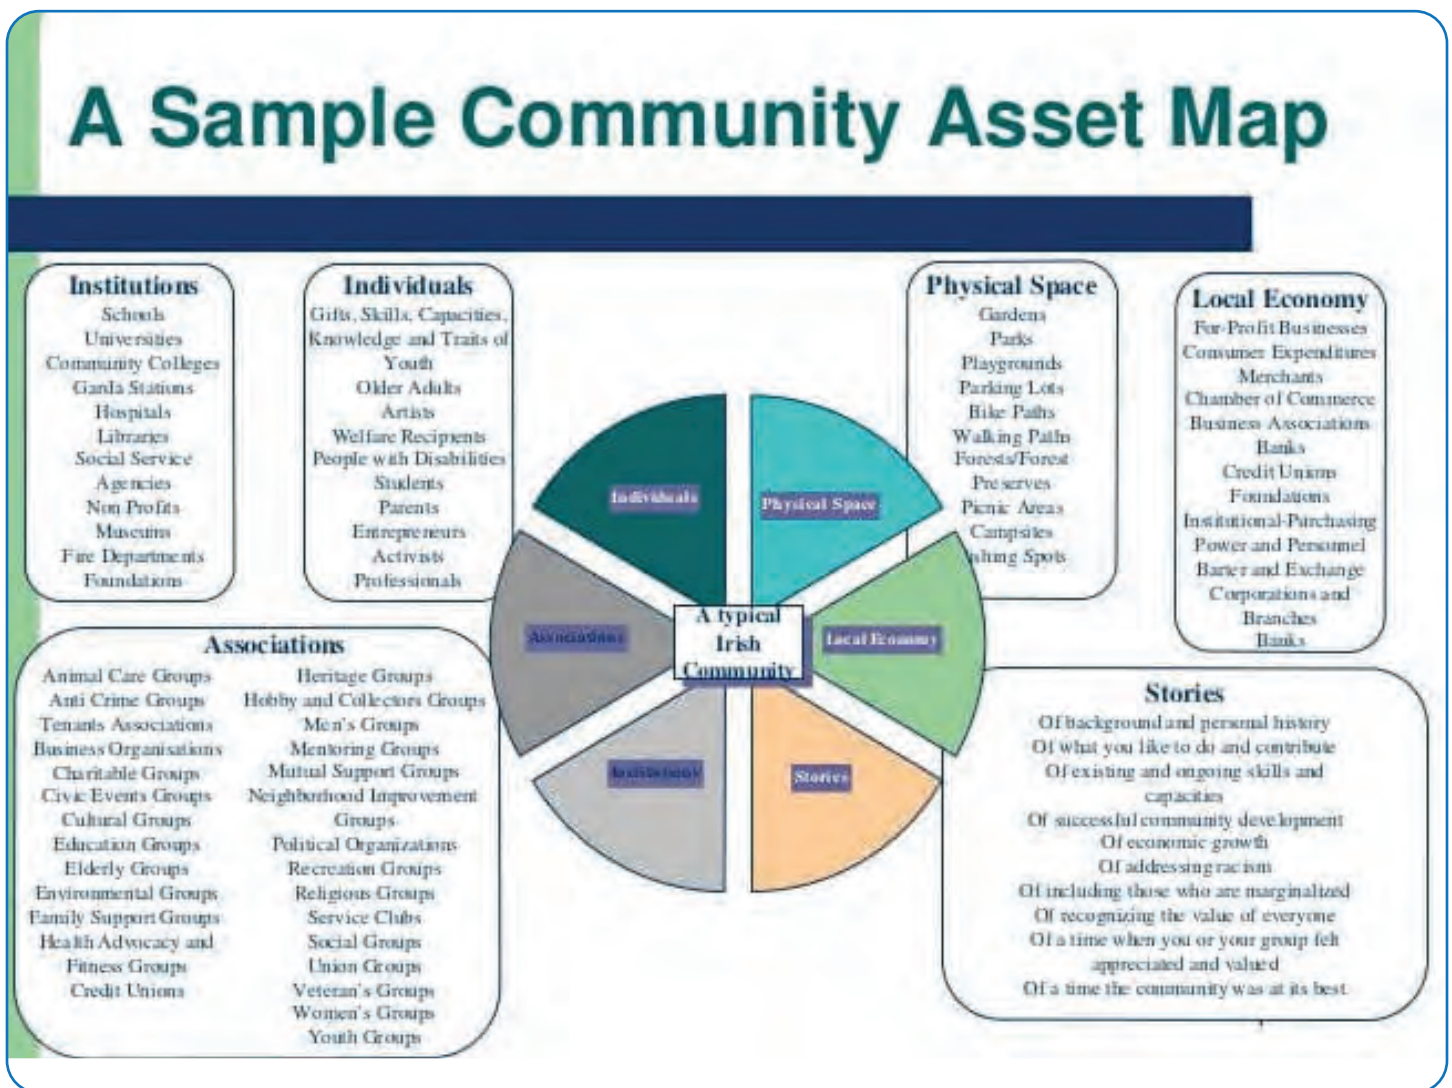 A Sample Community Asset Map
Institutions
Schools
Universities
Community Colleges
Garda Stations
Hospitals
Libraries
Social Service
Agencies
Non Profits
Museums
Fire Departments
Foundations
Individuals
Gifts, Skills, Capacities,
Knowledge and Traits of
Youth
Older Adults
Artists
Welfare Recipients
People with Disabilities
Students
Parents
Entrepreneurs
Activists
Professionals
Physical Space
Gardens
Parks
Playgrounds
Parking Lots
Bike Paths
Walking Paths
Forests/Forest
Preserves
Picnic Areas
Campsites
shing Spots
Local Economy
For-Profit Businesses
Consumer Expenditures
Merchants
Chamber of Commerce
Business Associations
Banks
Credit Unions
Foundations
Institutional-Purchasing
Power and Personnel
Barter and Exchange
Corporations and
Branches
Banks
Individuals
Physical Space
Associations
A typical
Irish
Community
Local Economy
Institutions
Stories
Associations
Animal Care Groups
Anti Crime Groups
Tenants Associations
Business Organisations
Charitable Groups
Civic Events Groups
Cultural Groups
Education Groups
Elderly Groups
Environmental Groups
Family Support Groups
Health Advocacy and
Fitness Groups
Credit Unions
Heritage Groups
Hobby and Collectors Groups
Men's Groups
Mentoring Groups
Mutual Support Groups
Neighborhood Improvement
Groups
Political Organizations
Recreation Groups
Religious Groups
Service Clubs
Social Groups
Union Groups
Veteran's Groups
Women's Groups
Youth Groups
Stories
Of background and personal history
Of what you like to do and contribute
Of existing and ongoing skills and
capacities
Of successful community development
Of economic growth
Of addressing racism
Of including those who are marginalized
Of recognizing the value of everyone
Of a time when you or your group felt
appreciated and valued
Of a time the community was at its best